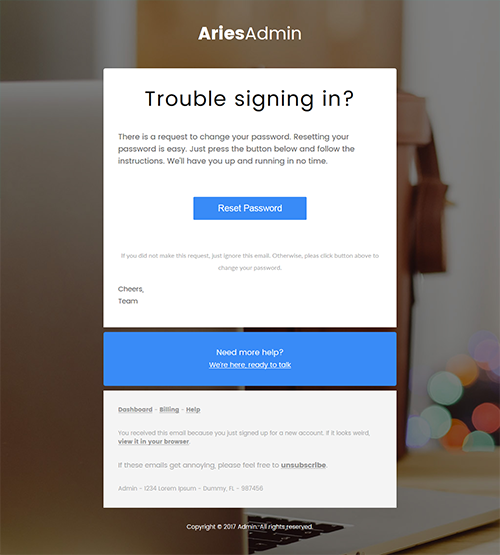 AriesAdmin
Trouble signing in?
There is a request to change your password. Resetting your
password is easy. Just press the button below and follow the
instructions. We'll have you up and running in no time.
Reset Password
If you did not make this request, just ignore this email. Otherwise, pleas click button above to
change your password.
Cheers,
Team
Need more help?
We're here, ready to talk
Dashboard - Billing - Help
You received this email because you just signed up for a new account. If it looks weird,
view it in your browser.
If these emails get annoying, please feel free to unsubscribe.
Admin - 1234 Lorem Ipsum - Dummy, FL - 987456
Copyright © 2017 Admin. All rights reserved.